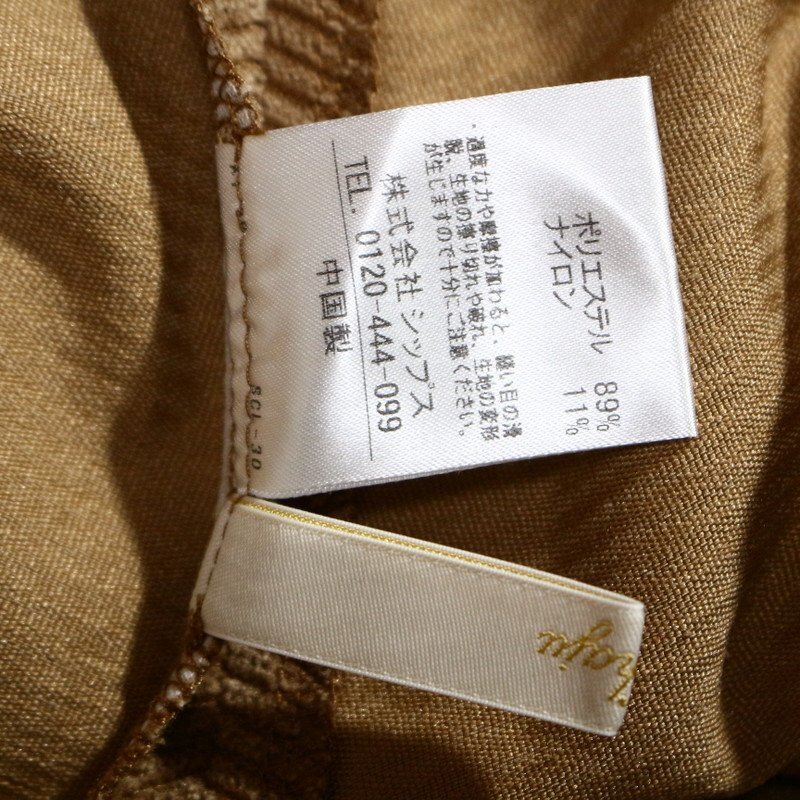 ポリエステル 89%
ナイロン 11%
・過度な力や摩擦が加わると、縫い目の滑
脱、生地の擦り切れや破れ、生地の変形
が生じますので十分にご注意ください。
株式会社シップス
TEL. 0120-444-099
中国製
SGL-30